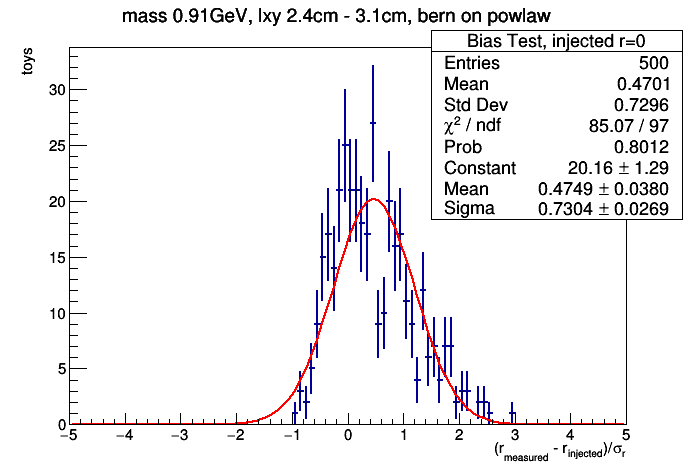 mass 0.91GeV, lxy 2.4cm - 3.1cm, bern on powlaw
toys
Bias Test, injected r=0
Entries 500
Mean 0.4701
Std Dev 0.7296
χ² / ndf 85.07 / 97
Prob 0.8012
Constant 20.16 ± 1.29
Mean 0.4749 ± 0.0380
Sigma 0.7304 ± 0.0269
30
25
20
15
10
5
0
−5 −4 −3 −2 −1 0 1 2 3 4 5
(r_measured - r_injected)/σ_r